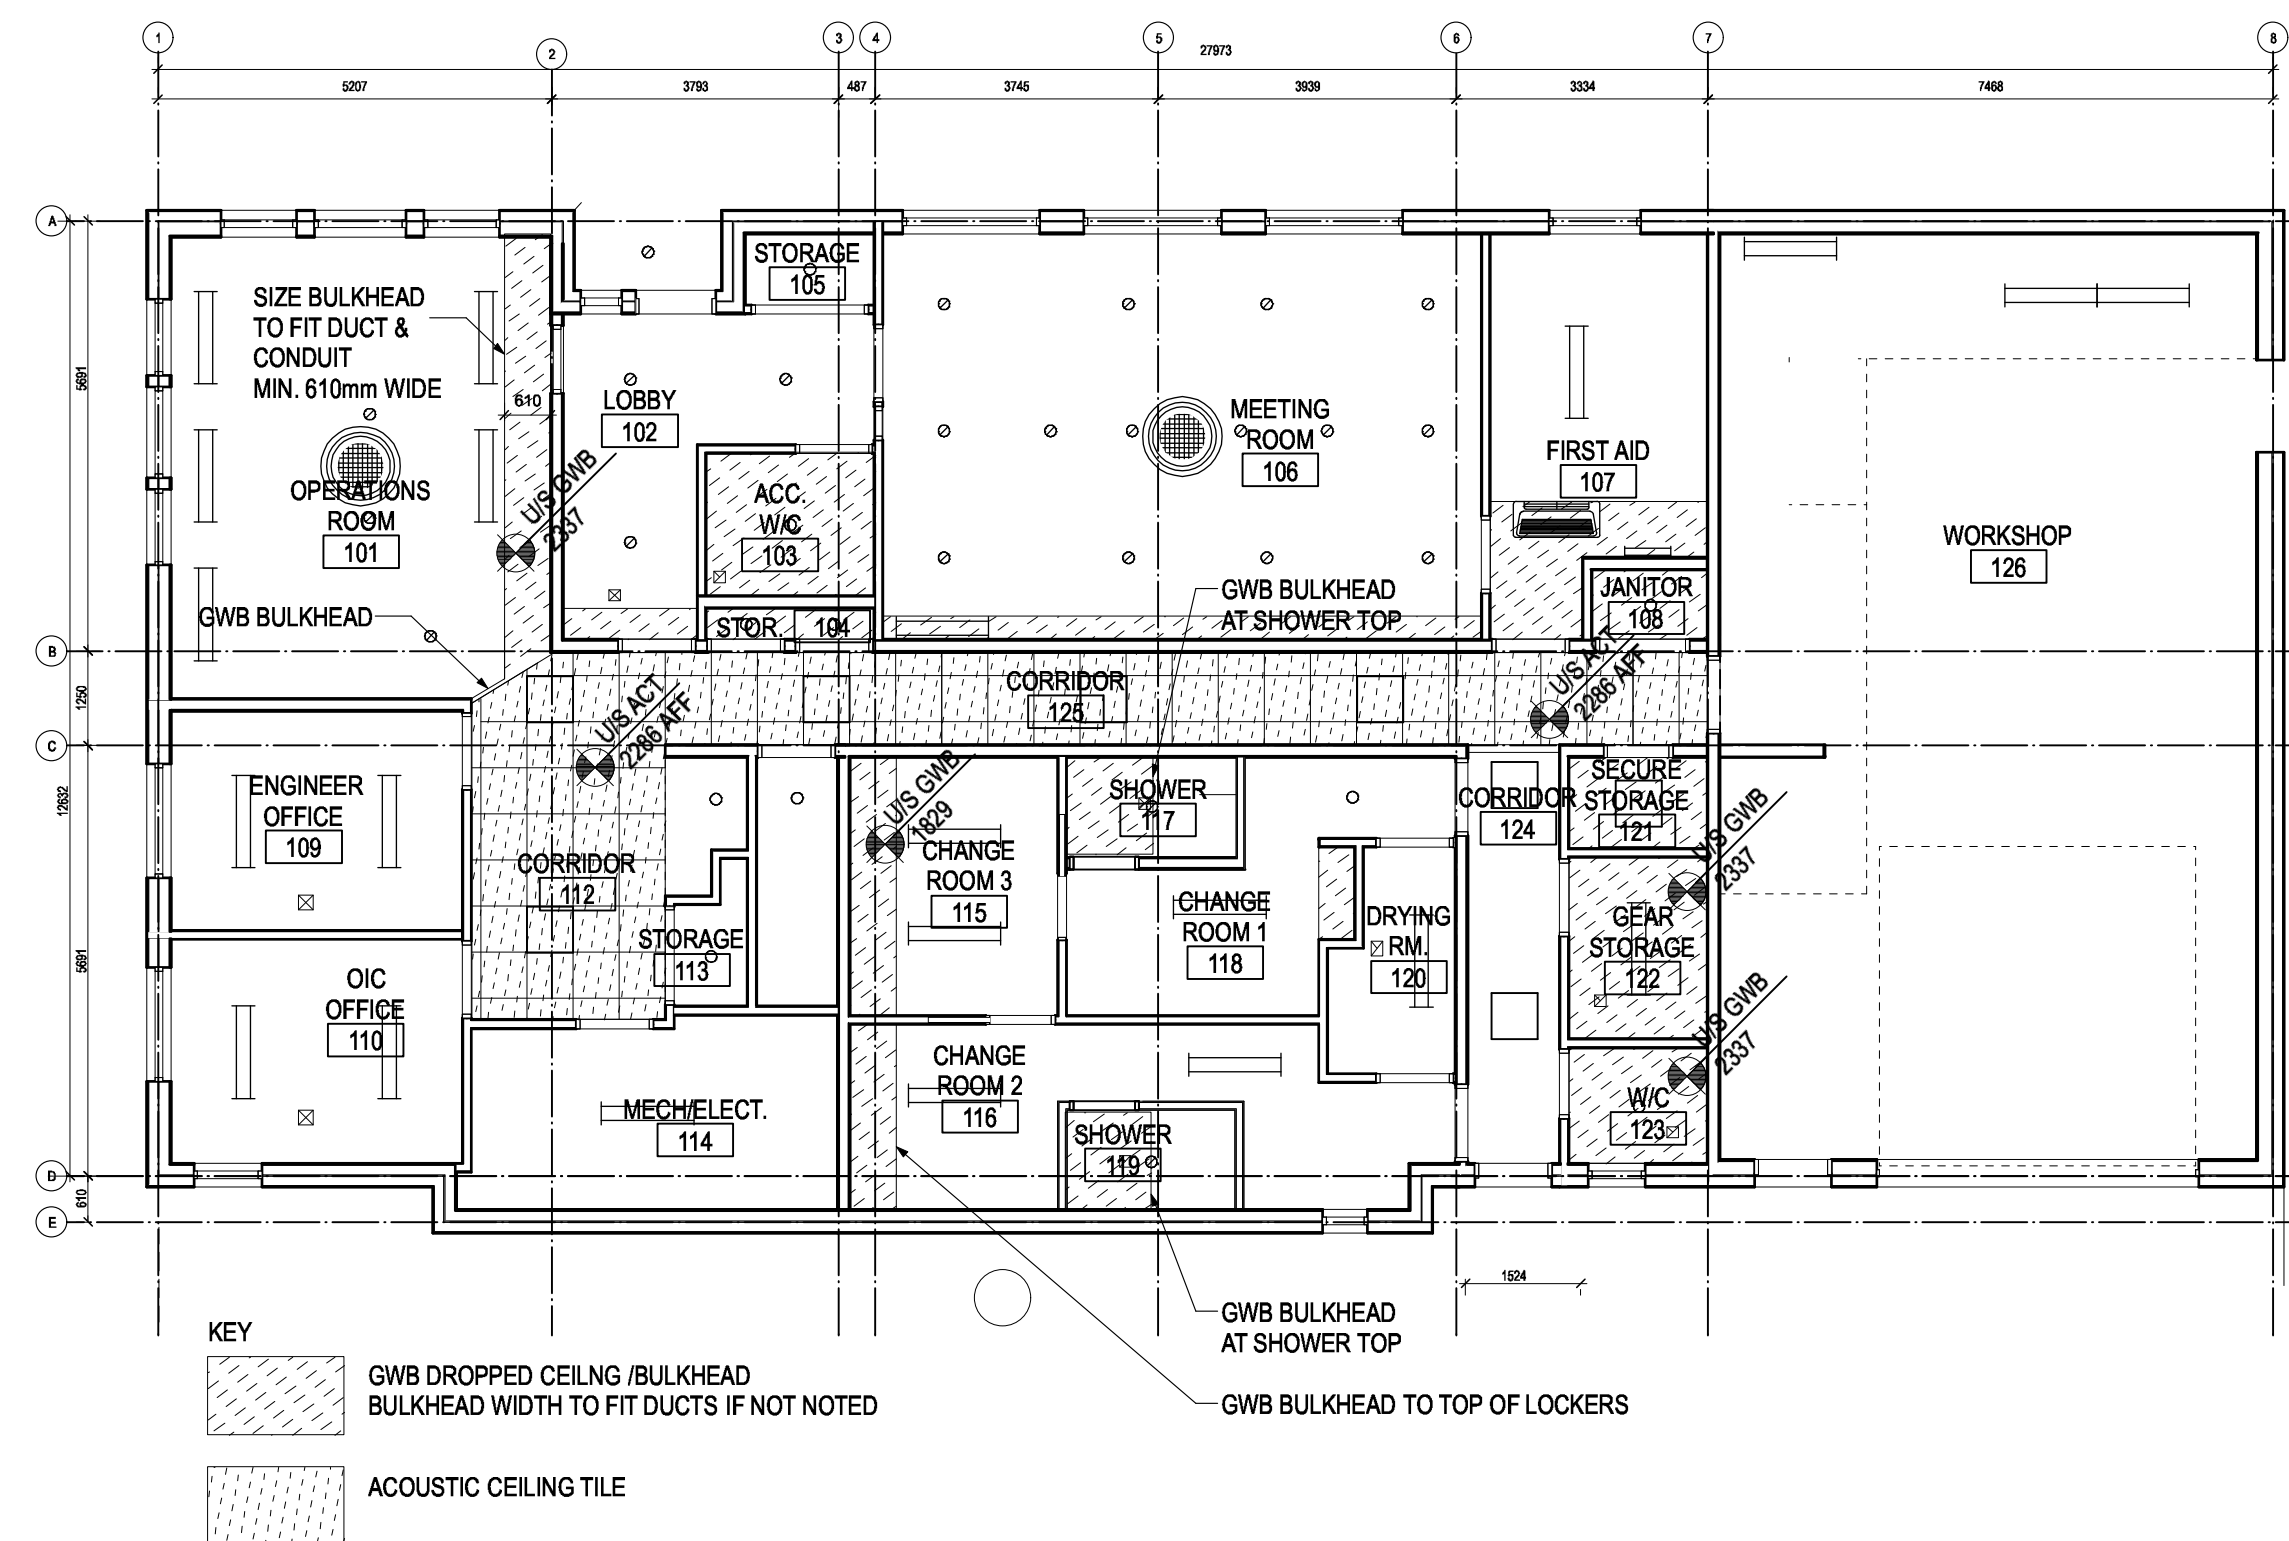 1
2
3
4
5
6
7
8
27973
5207
3793
487
3745
3939
3334
7468
A
B
C
D
E
5691
1250
12632
5691
610
SIZE BULKHEAD
TO FIT DUCT &
CONDUIT
MIN. 610mm WIDE
610
OPERATIONS
ROOM
101
U/S GWB
2337
GWB BULKHEAD
STORAGE
105
LOBBY
102
ACC.
W/C
103
STOR.
104
MEETING
ROOM
106
GWB BULKHEAD
AT SHOWER TOP
FIRST AID
107
JANITOR
108
WORKSHOP
126
U/S ACT
2286 AFF
CORRIDOR
125
U/S ACT
2286 AFF
ENGINEER
OFFICE
109
OIC
OFFICE
110
CORRIDOR
112
STORAGE
113
MECH/ELECT.
114
U/S GWB
1829
CHANGE
ROOM 3
115
CHANGE
ROOM 2
116
SHOWER
117
CHANGE
ROOM 1
118
SHOWER
119
DRYING
RM.
120
CORRIDOR
124
SECURE
STORAGE
121
U/S GWB
2337
GEAR
STORAGE
122
U/S GWB
2337
W/C
123
1524
GWB BULKHEAD
AT SHOWER TOP
GWB BULKHEAD TO TOP OF LOCKERS
KEY
GWB DROPPED CEILNG /BULKHEAD
BULKHEAD WIDTH TO FIT DUCTS IF NOT NOTED
ACOUSTIC CEILING TILE